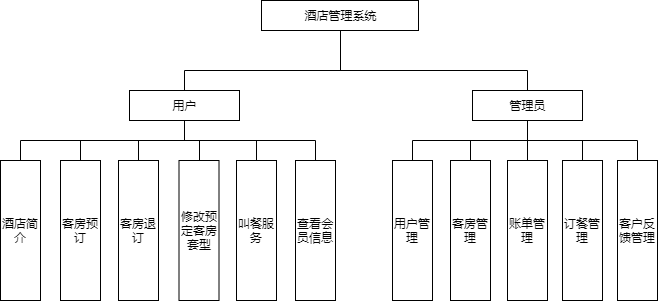 酒店管理系统
用户
管理员
酒店简
介
客房预
订
客房退
订
修改预
定客房
套型
叫餐服
务
查看会
员信息
用户管
理
客房管
理
账单管
理
订餐管
理
客户反
馈管理